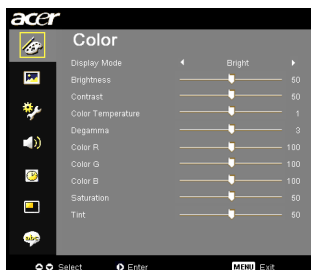 acer
Color
Display Mode Bright
Brightness 50
Contrast 50
Color Temperature 1
Degamma 3
Color R 100
Color G 100
Color B 100
Saturation 50
Tint 50
abc
Select Enter MENU Exit